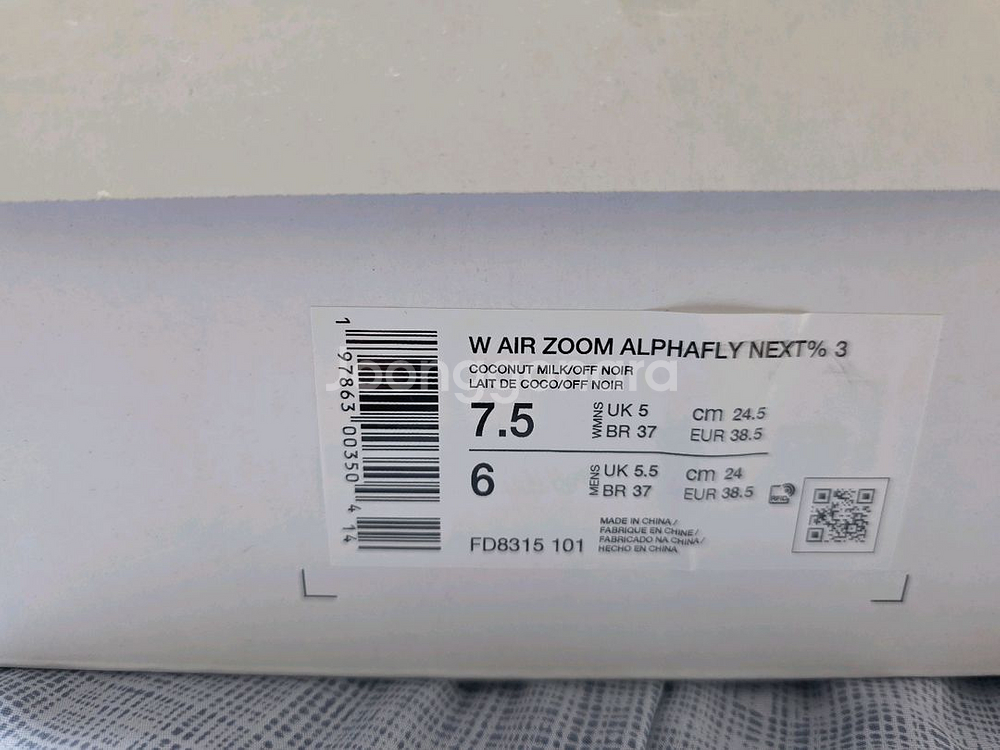 1 97863 00350 4 14
W AIR ZOOM ALPHAFLY NEXT% 3
COCONUT MILK/OFF NOIR
LAIT DE COCO/OFF NOIR
7.5 WMNS UK 5 cm 24.5
BR 37 EUR 38.5
6 MENS UK 5.5 cm 24
BR 37 EUR 38.5
RFID
FD8315 101
MADE IN CHINA/
FABRIQUE EN CHINE/
FABRICADO NA CHINA/
HECHO EN CHINA
joonggonara